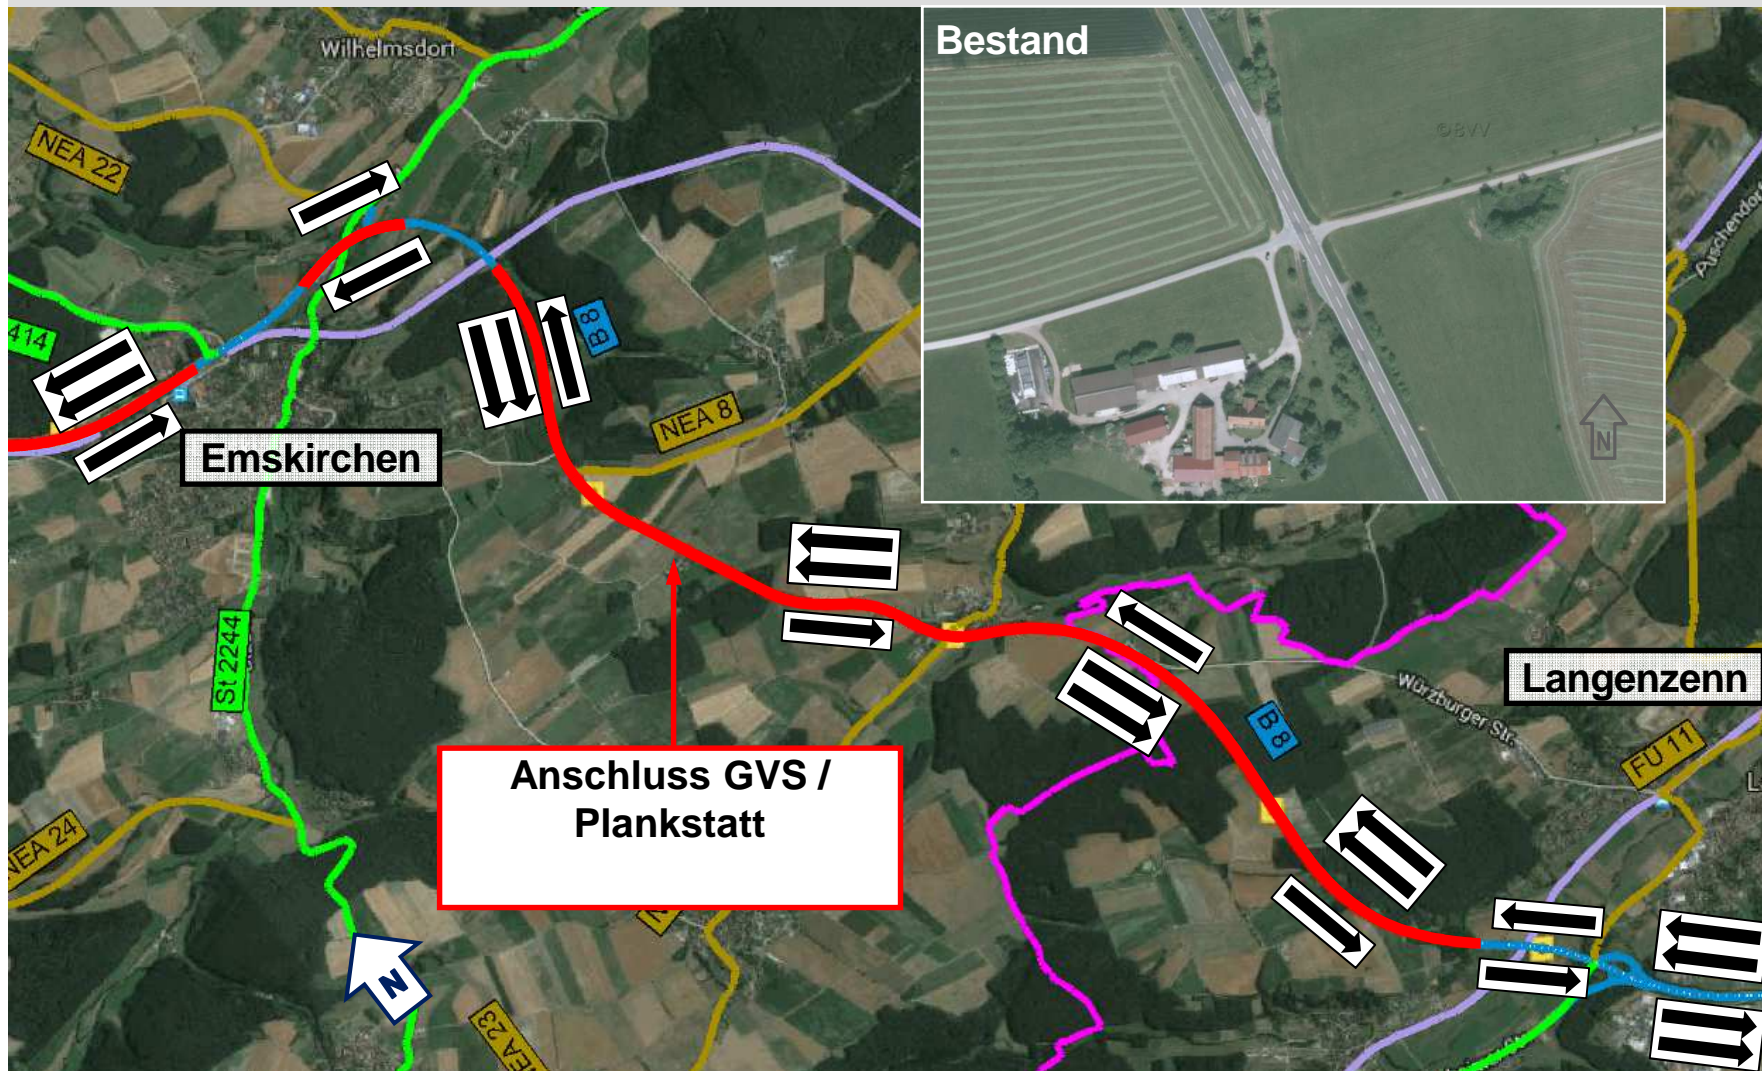 Wilhelmsdorf
Bestand
©BVV
NEA 22
N
B 8
414
NEA 8
Emskirchen
St 2244
Würzburger Str.
Langenzenn
B 8
FÜ 11
Anschluss GVS /
Plankstatt
NEA 24
N
NEA 23